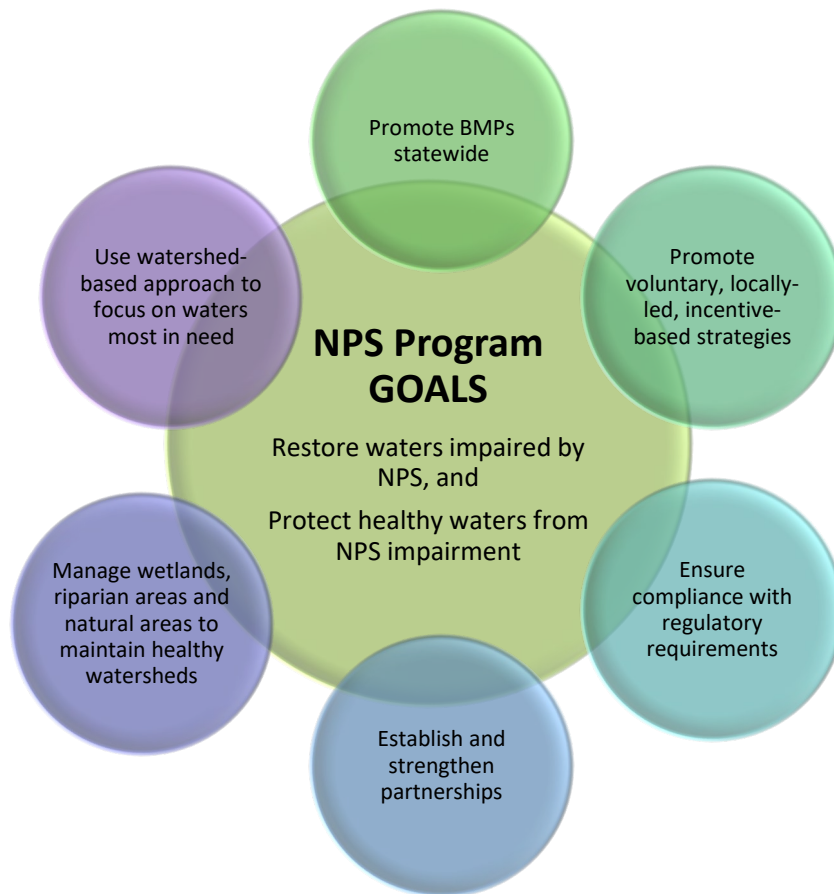 Promote BMPs
statewide
Use watershed-
based approach to
focus on waters
most in need
Promote
voluntary, locally-
led, incentive-
based strategies
NPS Program
GOALS
Restore waters impaired by
NPS, and
Protect healthy waters from
NPS impairment
Manage wetlands,
riparian areas and
natural areas to
maintain healthy
watersheds
Ensure
compliance with
regulatory
requirements
Establish and
strengthen
partnerships